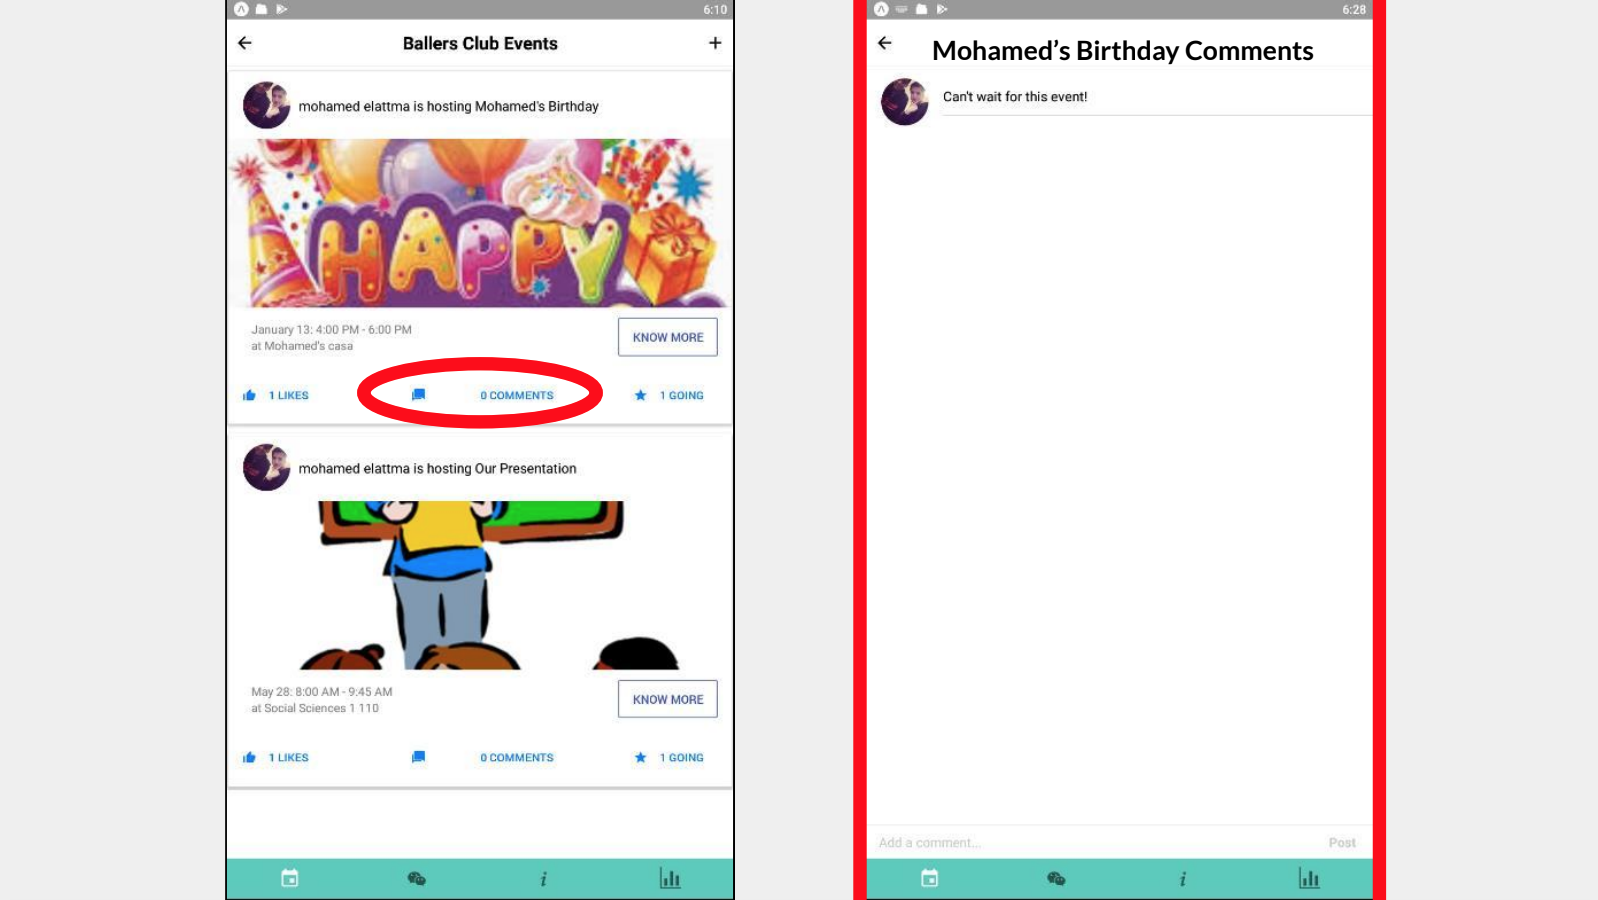 6:10
Ballers Club Events
mohamed elattma is hosting Mohamed's Birthday
HAPPY
January 13: 4:00 PM - 6:00 PM
at Mohamed's casa
KNOW MORE
1 LIKES
0 COMMENTS
1 GOING
mohamed elattma is hosting Our Presentation
May 28: 8:00 AM - 9:45 AM
at Social Sciences 1 110
KNOW MORE
1 LIKES
0 COMMENTS
1 GOING
6:28
Mohamed’s Birthday Comments
Can't wait for this event!
Add a comment...
Post